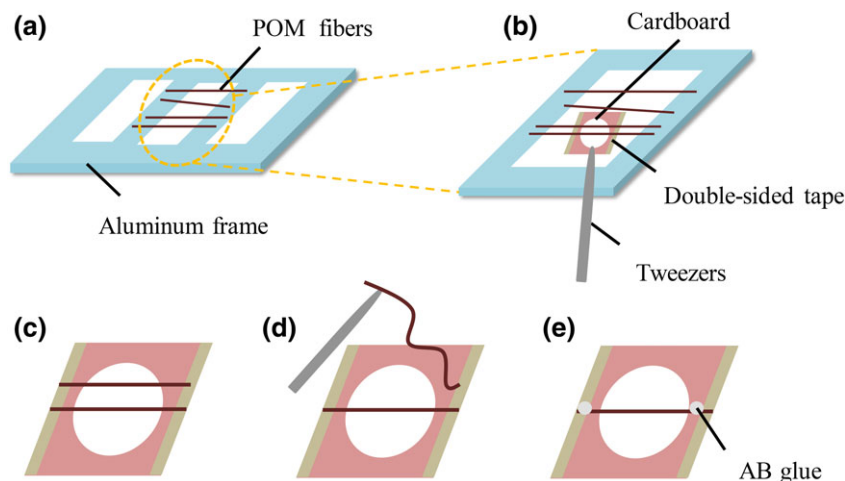 (a)
POM fibers
Aluminum frame
(b)
Cardboard
Double-sided tape
Tweezers
(c)
(d)
(e)
AB glue